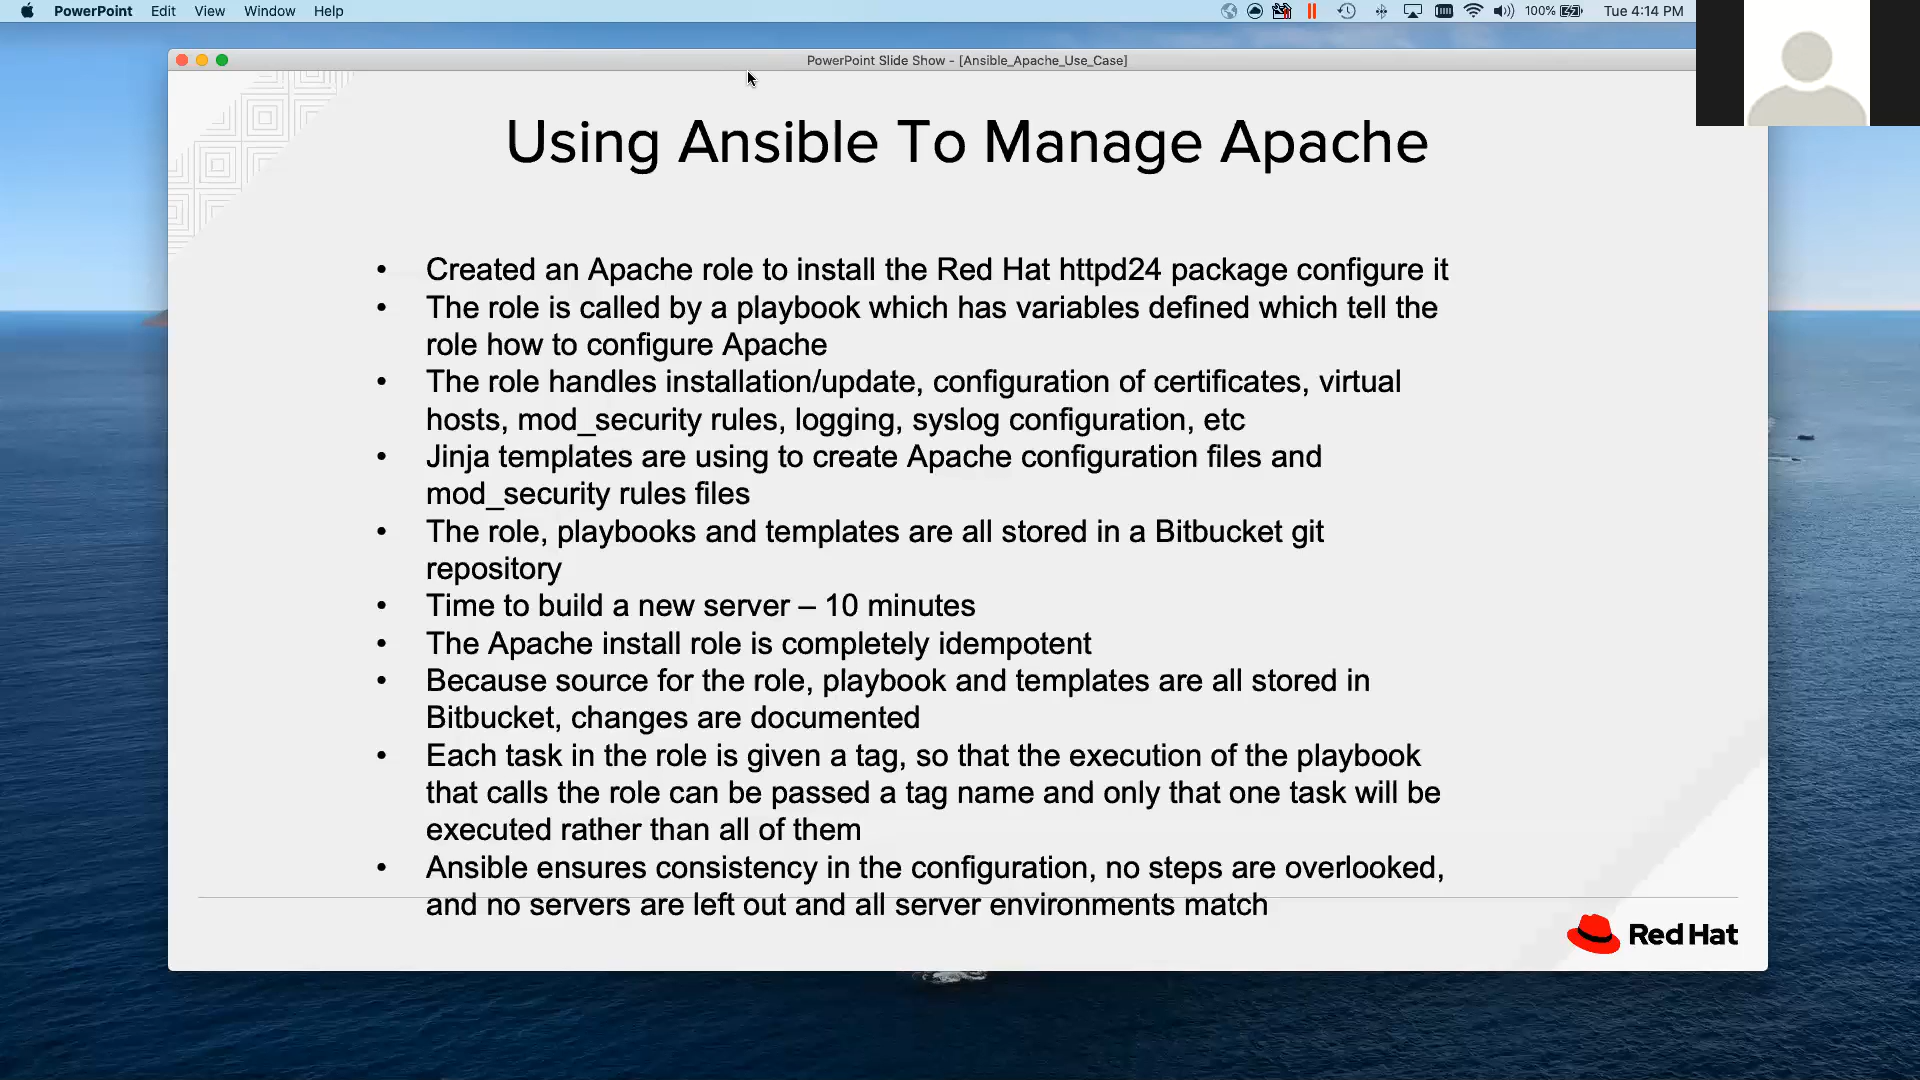 PowerPoint Edit View Window Help 100% Tue 4:14 PM
PowerPoint Slide Show - [Ansible_Apache_Use_Case]
Using Ansible To Manage Apache
• Created an Apache role to install the Red Hat httpd24 package configure it
• The role is called by a playbook which has variables defined which tell the
role how to configure Apache
• The role handles installation/update, configuration of certificates, virtual
hosts, mod_security rules, logging, syslog configuration, etc
• Jinja templates are using to create Apache configuration files and
mod_security rules files
• The role, playbooks and templates are all stored in a Bitbucket git
repository
• Time to build a new server – 10 minutes
• The Apache install role is completely idempotent
• Because source for the role, playbook and templates are all stored in
Bitbucket, changes are documented
• Each task in the role is given a tag, so that the execution of the playbook
that calls the role can be passed a tag name and only that one task will be
executed rather than all of them
• Ansible ensures consistency in the configuration, no steps are overlooked,
and no servers are left out and all server environments match
Red Hat